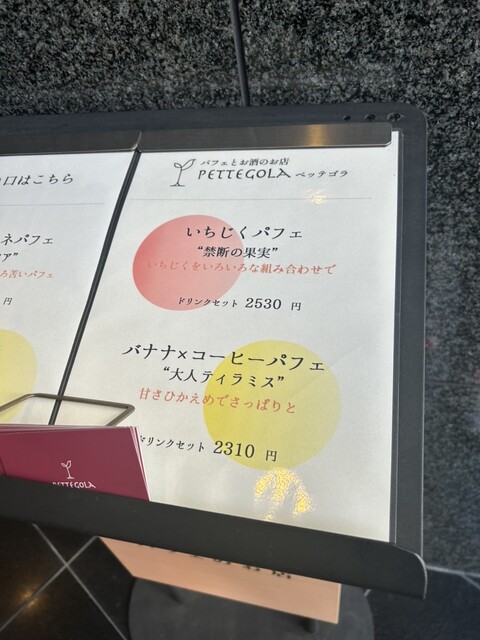 口はこちら
ネパフェ
ア”
ろ苦いパフェ
円
パフェとお酒のお店
PETTEGOLA ペッテゴラ
いちじくパフェ
“禁断の果実”
いちじくをいろいろな組み合わせで
ドリンクセット 2530 円
バナナ×コーヒーパフェ
“大人ティラミス”
甘さひかえめでさっぱりと
ドリンクセット 2310 円
PETTEGOLA